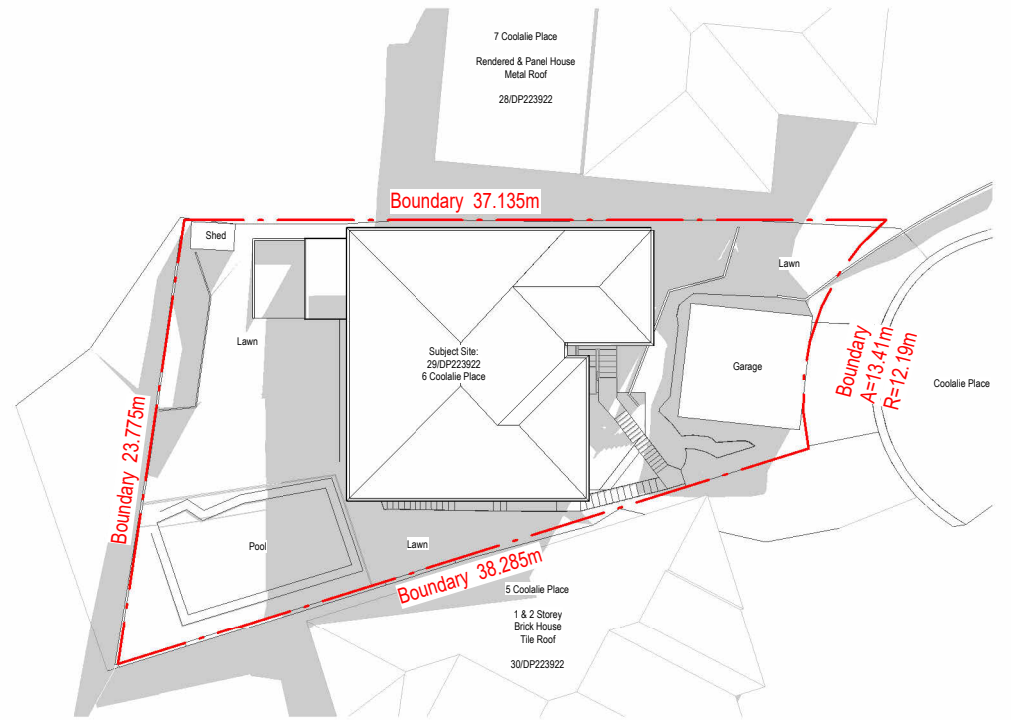 7 Coolalie Place
Rendered & Panel House
Metal Roof
28/DP223922
Boundary 37.135m
Shed
Lawn
Lawn
Subject Site:
29/DP223922
6 Coolalie Place
Garage
Boundary
A=13.41m
R=12.19m
Coolalie Place
Boundary 23.775m
Pool
Lawn
Boundary 38.285m
5 Coolalie Place
1 & 2 Storey
Brick House
Tile Roof
30/DP223922